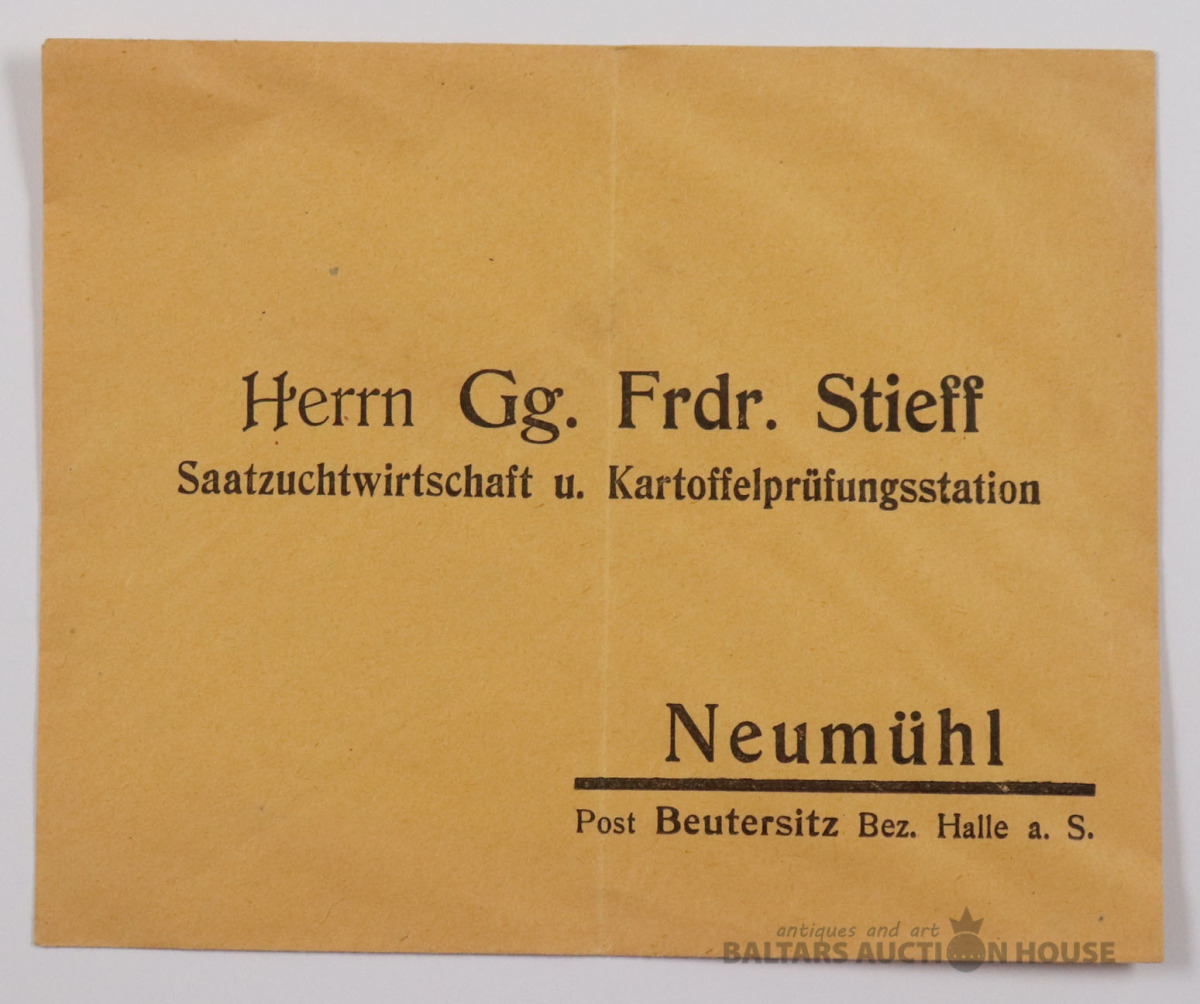 Herrn Gg. Frdr. Stieff
Saatzuchtwirtschaft u. Kartoffelprüfungsstation
Neumühl
Post Beutersitz Bez. Halle a. S.
antiques and art
BALTARS AUCTION HOUSE